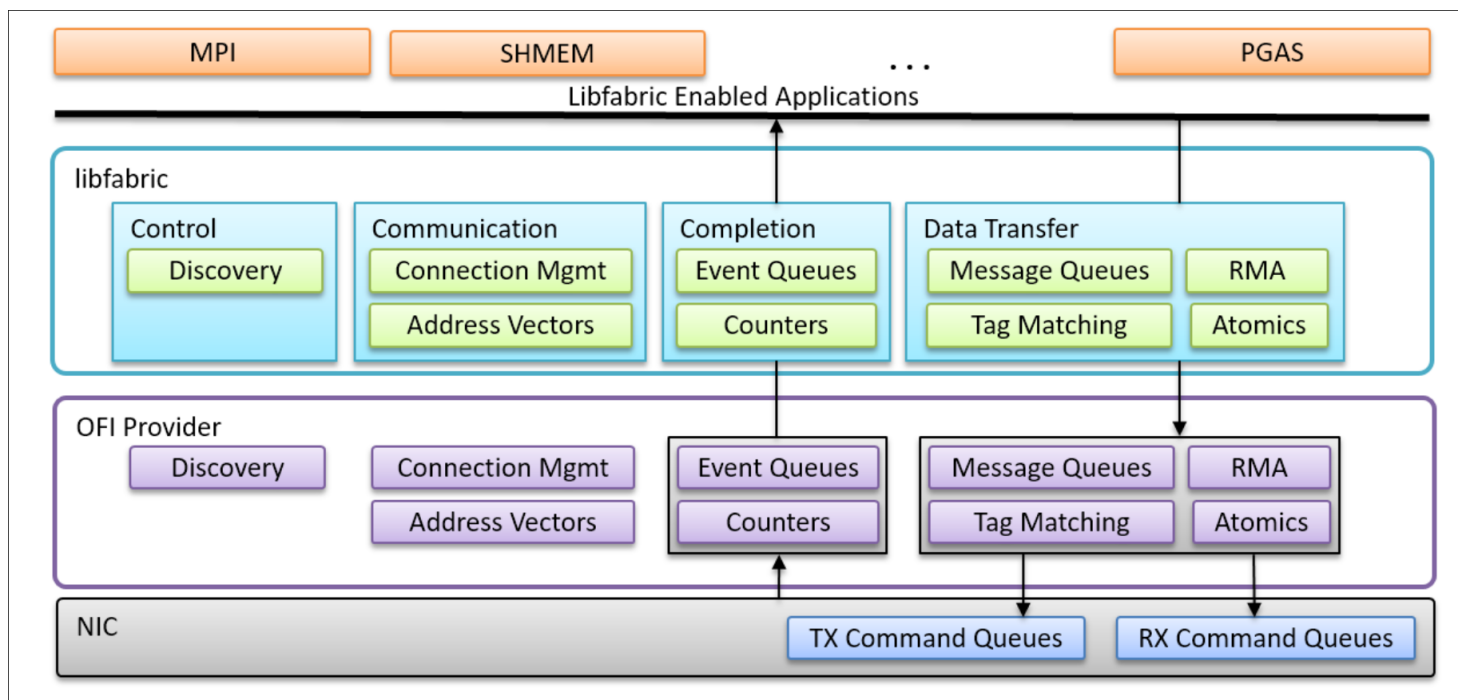 MPI
SHMEM
...
PGAS
Libfabric Enabled Applications
libfabric
Control
Communication
Completion
Data Transfer
Discovery
Connection Mgmt
Event Queues
Message Queues
RMA
Address Vectors
Counters
Tag Matching
Atomics
OFI Provider
Discovery
Connection Mgmt
Event Queues
Message Queues
RMA
Address Vectors
Counters
Tag Matching
Atomics
NIC
TX Command Queues
RX Command Queues